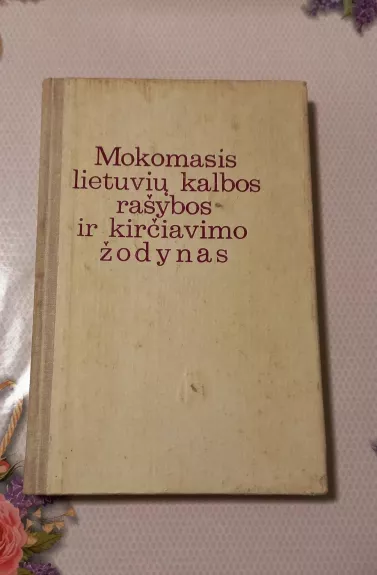 Mokomasis
lietuvių kalbos
rašybos
ir kirčiavimo
žodynas